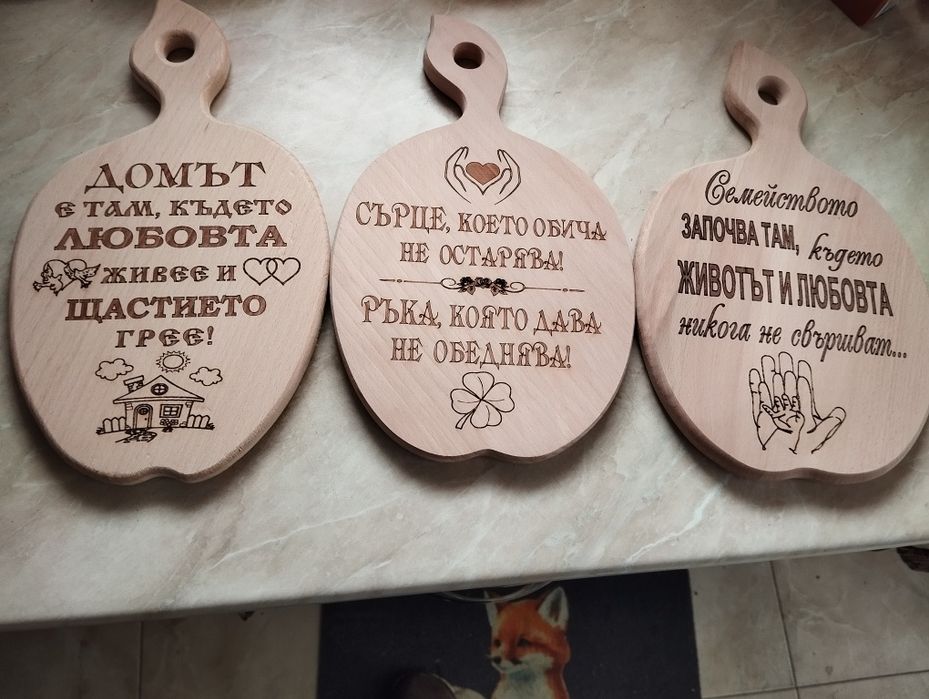 ДОМЪТ
Е ТАМ, КЪДЕТО
ЛЮБОВТА
ЖИВЕЕ И
ЩАСТИЕТО
ГРЕЕ!
СЪРЦЕ, КОЕТО ОБИЧА
НЕ ОСТАРЯВА!
РЪКА, КОЯТО ДАВА
НЕ ОБЕДНЯВА!
Семейството
ЗАПОЧВА ТАМ, където
ЖИВОТЪТ И ЛЮБОВТА
никога не свършват...